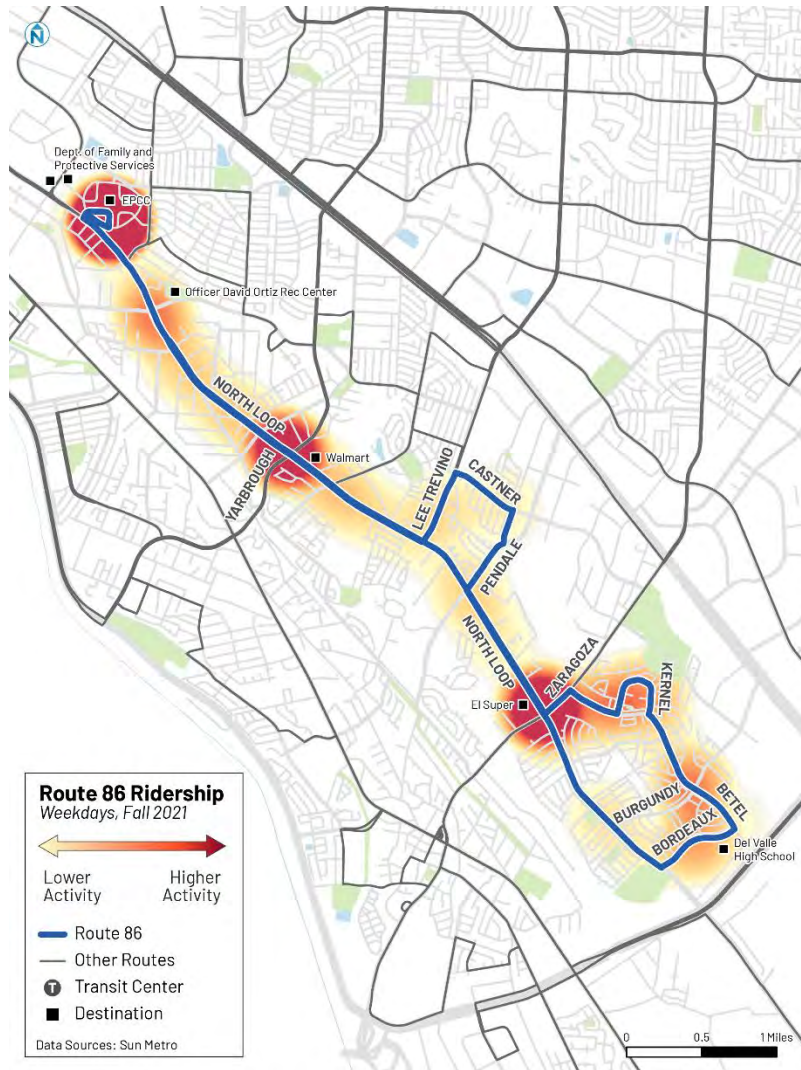 N
Dept. of Family and
Protective Services
EPCC
Officer David Ortiz Rec Center
NORTH LOOP
YARBROUGH
Walmart
LEE TREVINO
CASTNER
PENDALE
NORTH LOOP
ZARAGOZA
El Super
KERNEL
BURGUNDY
BORDEAUX
BETEL
Del Valle
High School
Route 86 Ridership
Weekdays, Fall 2021
Lower
Activity
Higher
Activity
Route 86
Other Routes
T Transit Center
Destination
Data Sources: Sun Metro
0 0.5 1 Miles